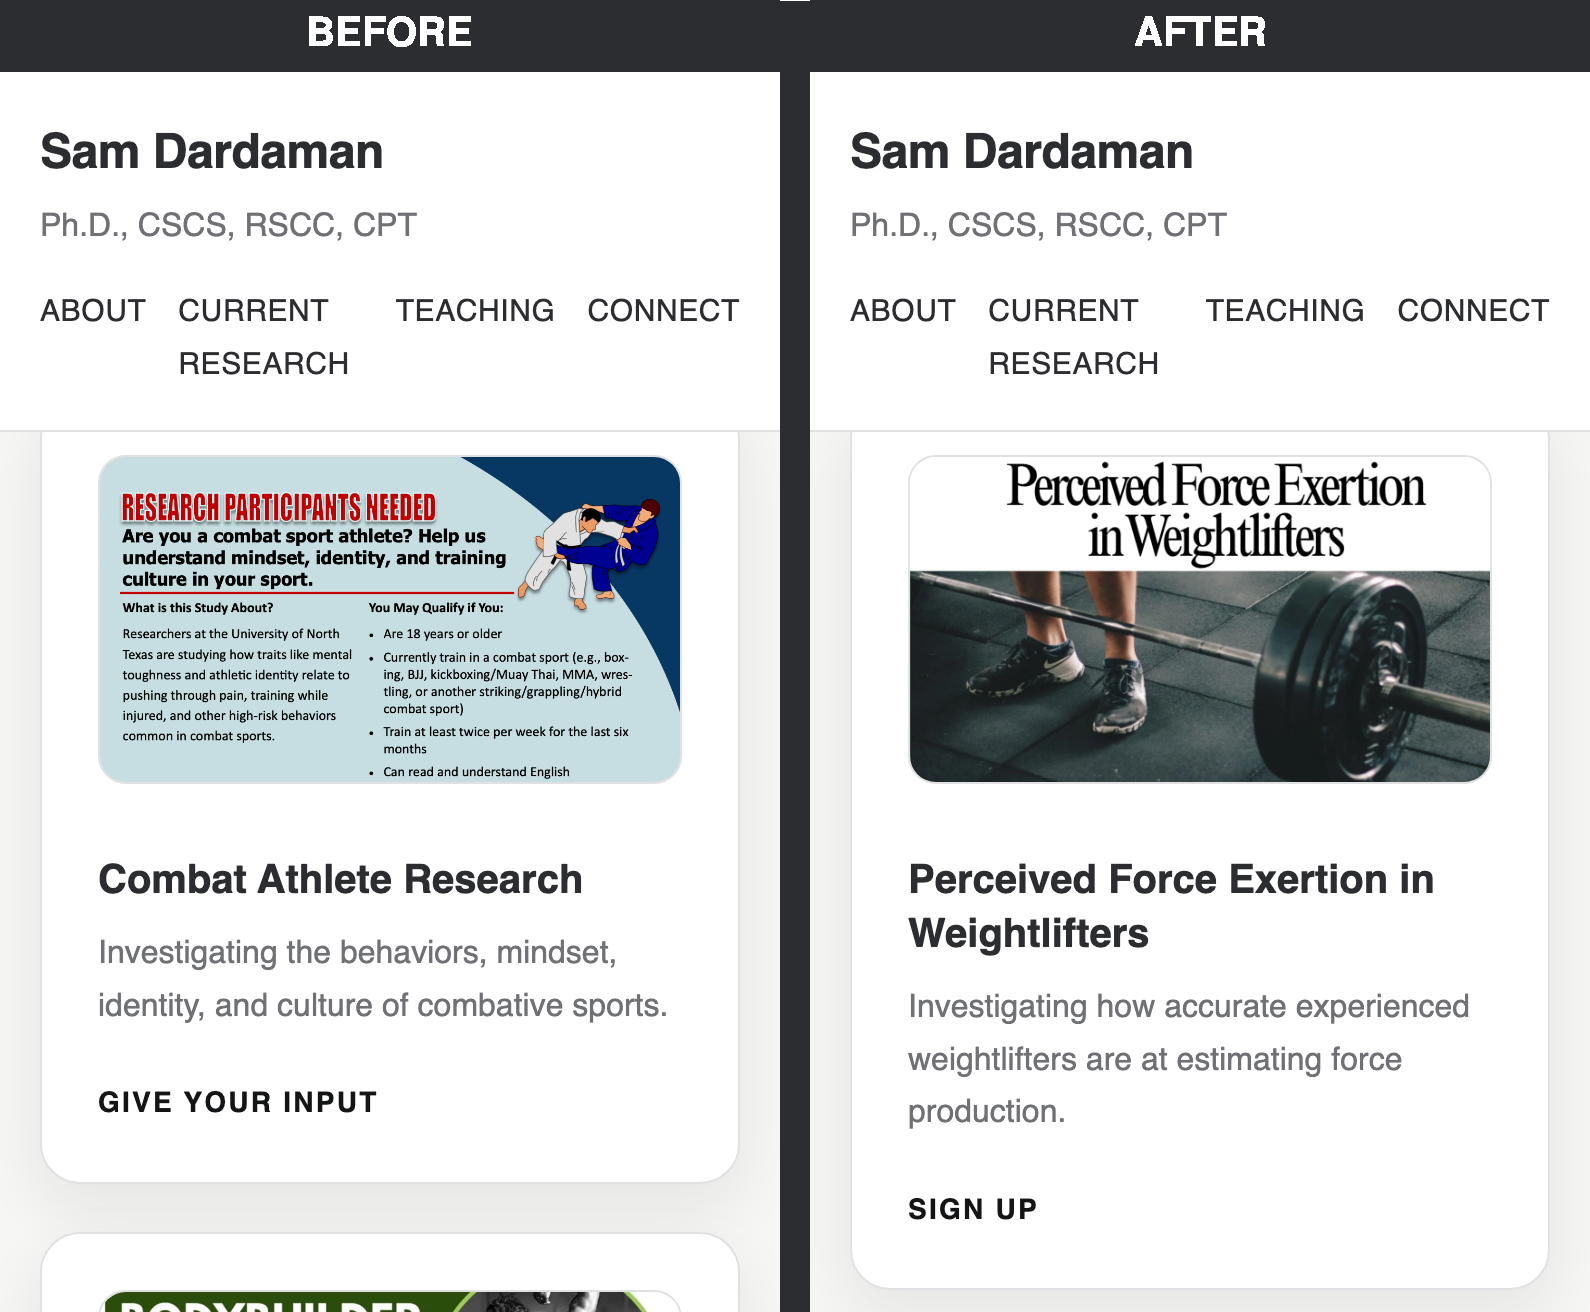 BEFORE
Sam Dardaman
Ph.D., CSCS, RSCC, CPT
ABOUT
CURRENT
RESEARCH
TEACHING
CONNECT
RESEARCH PARTICIPANTS NEEDED
Are you a combat sport athlete? Help us
understand mindset, identity, and training
culture in your sport.
What is this Study About?
Researchers at the University of North
Texas are studying how traits like mental
toughness and athletic identity relate to
pushing through pain, training while
injured, and other high-risk behaviors
common in combat sports.
You May Qualify if You:
• Are 18 years or older
• Currently train in a combat sport (e.g., box-
ing, BJJ, kickboxing/Muay Thai, MMA, wres-
tling, or another striking/grappling/hybrid
combat sport)
• Train at least twice per week for the last six
months
• Can read and understand English
Combat Athlete Research
Investigating the behaviors, mindset,
identity, and culture of combative sports.
GIVE YOUR INPUT
BODYBUILDER
AFTER
Sam Dardaman
Ph.D., CSCS, RSCC, CPT
ABOUT
CURRENT
RESEARCH
TEACHING
CONNECT
Perceived Force Exertion
in Weightlifters
Perceived Force Exertion in
Weightlifters
Investigating how accurate experienced
weightlifters are at estimating force
production.
SIGN UP